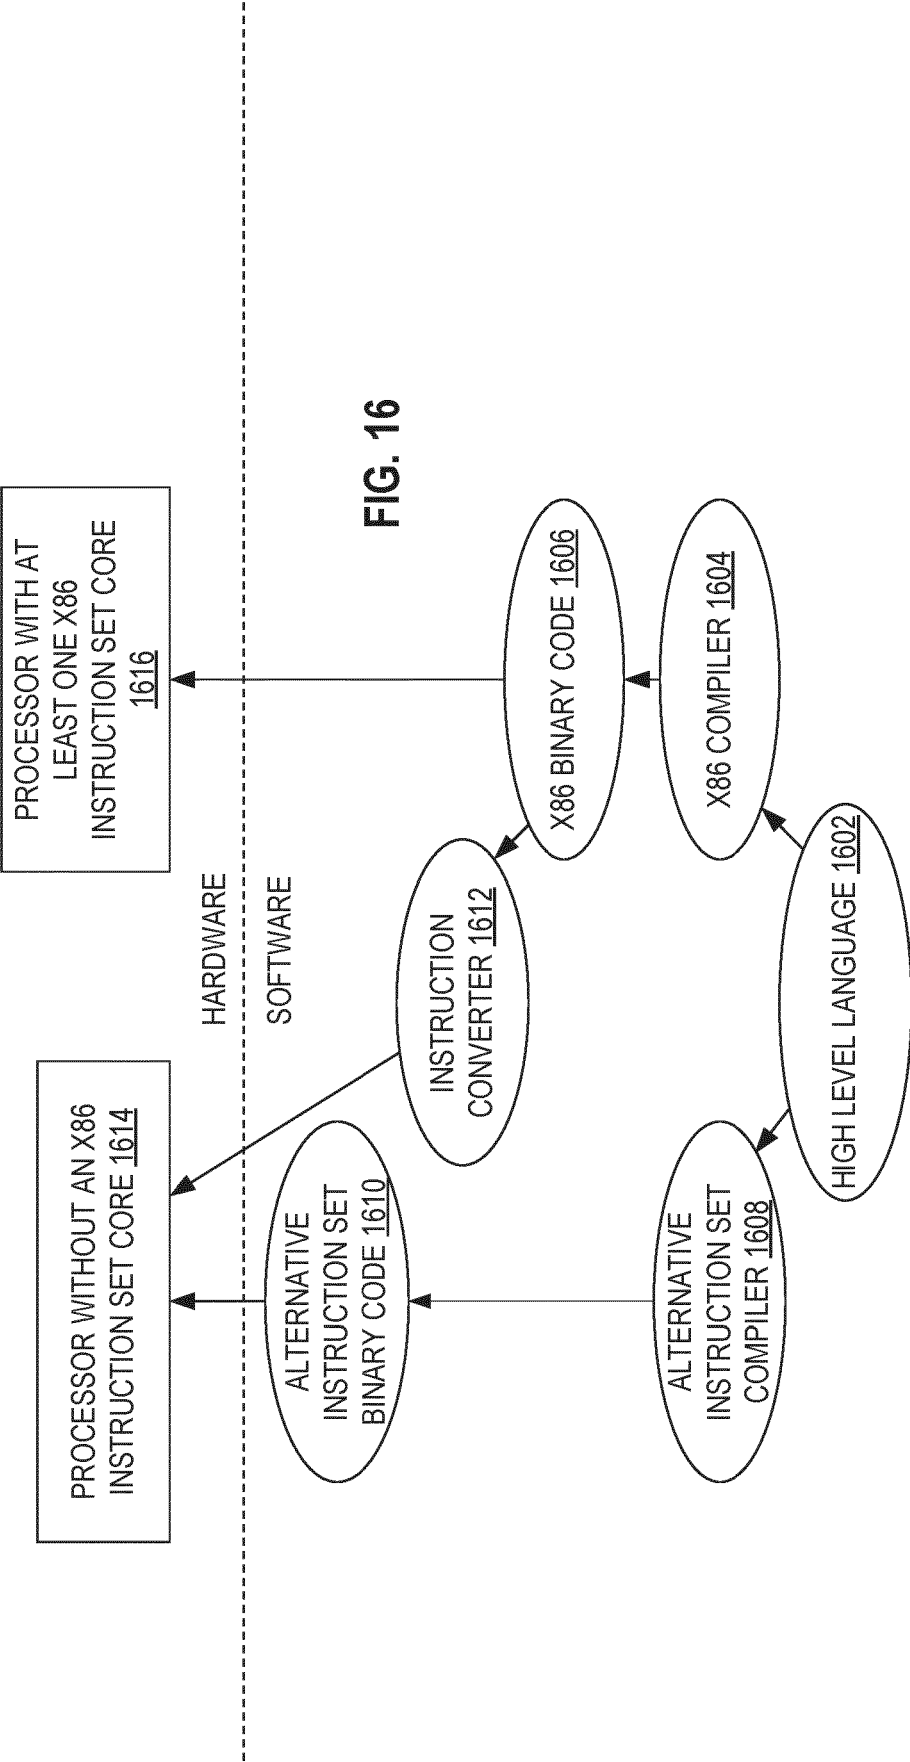 PROCESSOR WITHOUT AN X86
INSTRUCTION SET CORE 1614
PROCESSOR WITH AT
LEAST ONE X86
INSTRUCTION SET CORE
1616
HARDWARE
SOFTWARE
ALTERNATIVE
INSTRUCTION SET
BINARY CODE 1610
INSTRUCTION
CONVERTER 1612
FIG. 16
X86 BINARY CODE 1606
ALTERNATIVE
INSTRUCTION SET
COMPILER 1608
X86 COMPILER 1604
HIGH LEVEL LANGUAGE 1602